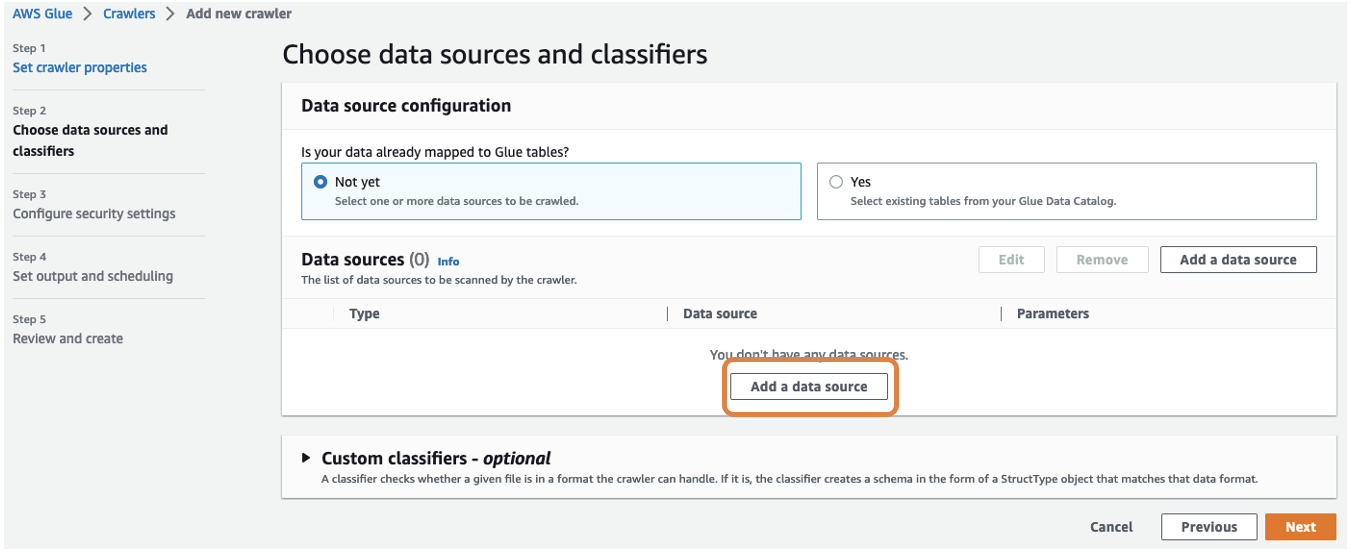 AWS Glue > Crawlers > Add new crawler
Step 1
Set crawler properties
Step 2
Choose data sources and
classifiers
Step 3
Configure security settings
Step 4
Set output and scheduling
Step 5
Review and create
Choose data sources and classifiers
Data source configuration
Is your data already mapped to Glue tables?
Not yet
Select one or more data sources to be crawled.
Yes
Select existing tables from your Glue Data Catalog.
Data sources (0) Info
The list of data sources to be scanned by the crawler.
Edit Remove Add a data source
Type Data source Parameters
You don't have any data sources.
Add a data source
Custom classifiers - optional
A classifier checks whether a given file is in a format the crawler can handle. If it is, the classifier creates a schema in the form of a StructType object that matches that data format.
Cancel Previous Next